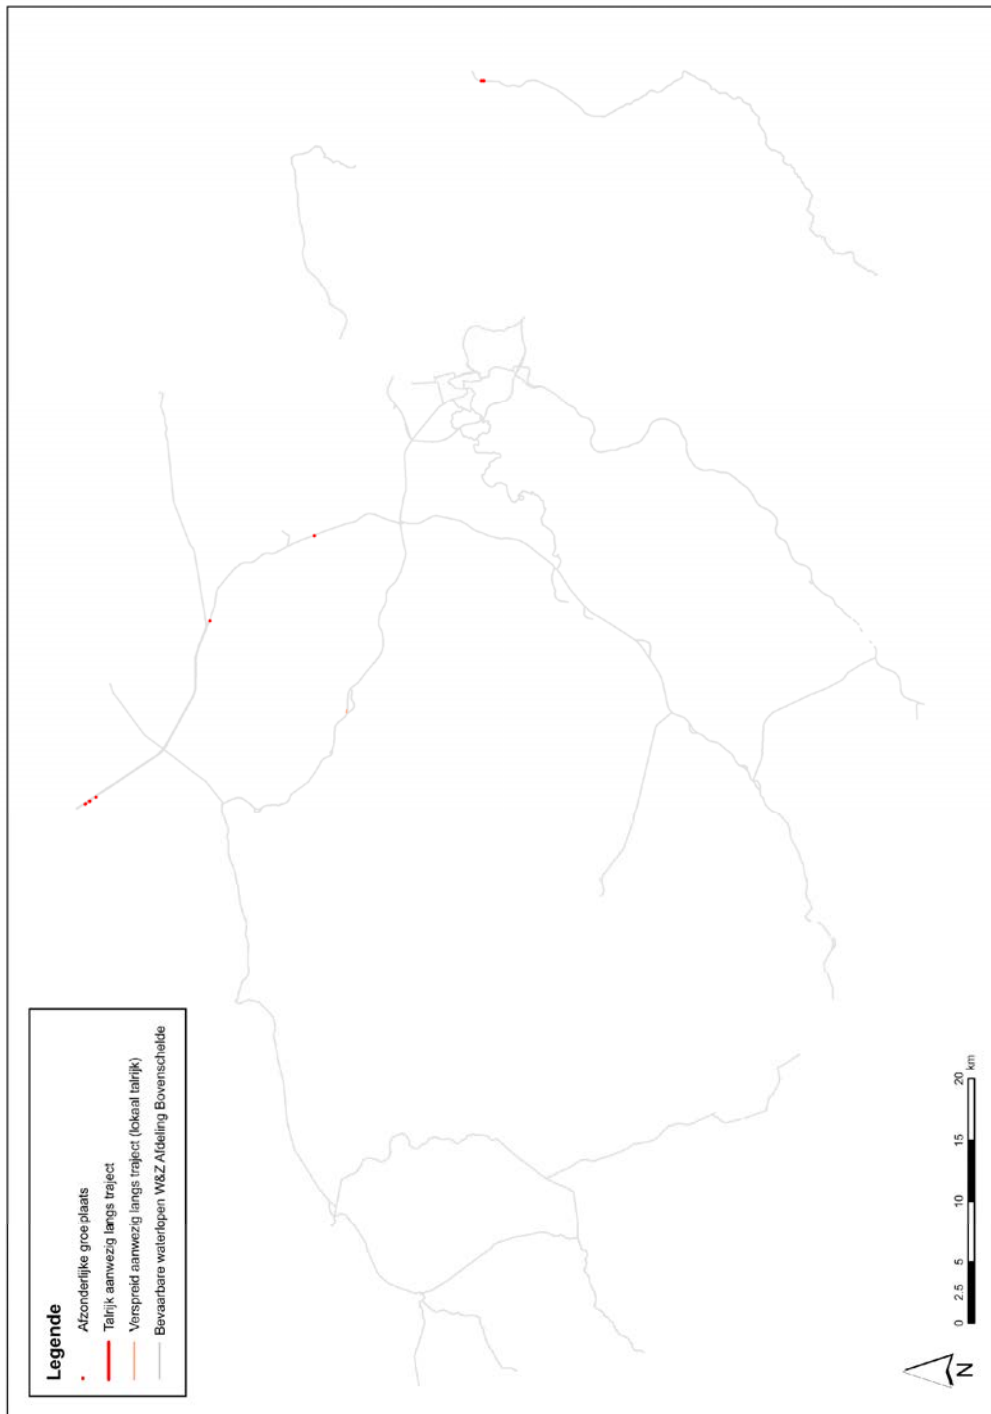 Legende
Afzonderlijke groeiplaats
Talrijk aanwezig langs traject
Verspreid aanwezig langs traject (lokaal talrijk)
Bevaarbare waterlopen W&Z Afdeling Bovenschelde
0 2.5 5 10 15 20
km
N